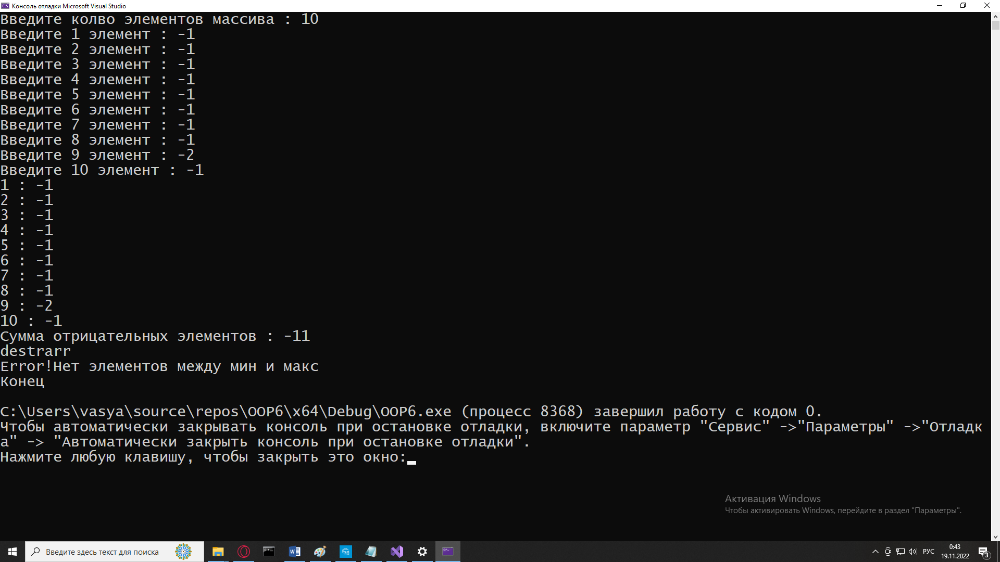 Консоль отладки Microsoft Visual Studio
Введите колво элементов массива : 10
Введите 1 элемент : -1
Введите 2 элемент : -1
Введите 3 элемент : -1
Введите 4 элемент : -1
Введите 5 элемент : -1
Введите 6 элемент : -1
Введите 7 элемент : -1
Введите 8 элемент : -1
Введите 9 элемент : -2
Введите 10 элемент : -1
1 : -1
2 : -1
3 : -1
4 : -1
5 : -1
6 : -1
7 : -1
8 : -1
9 : -2
10 : -1
Сумма отрицательных элементов : -11
destrarr
Error!Нет элементов между мин и макс
Конец
C:\Users\vasya\source\repos\OOP6\x64\Debug\OOP6.exe (процесс 8368) завершил работу с кодом 0.
Чтобы автоматически закрывать консоль при остановке отладки, включите параметр "Сервис" ->"Параметры" ->"Отладк
а" -> "Автоматически закрыть консоль при остановке отладки".
Нажмите любую клавишу, чтобы закрыть это окно:
Активация Windows
Чтобы активировать Windows, перейдите в раздел "Параметры".
Введите здесь текст для поиска
РУС
0:43
19.11.2022
3